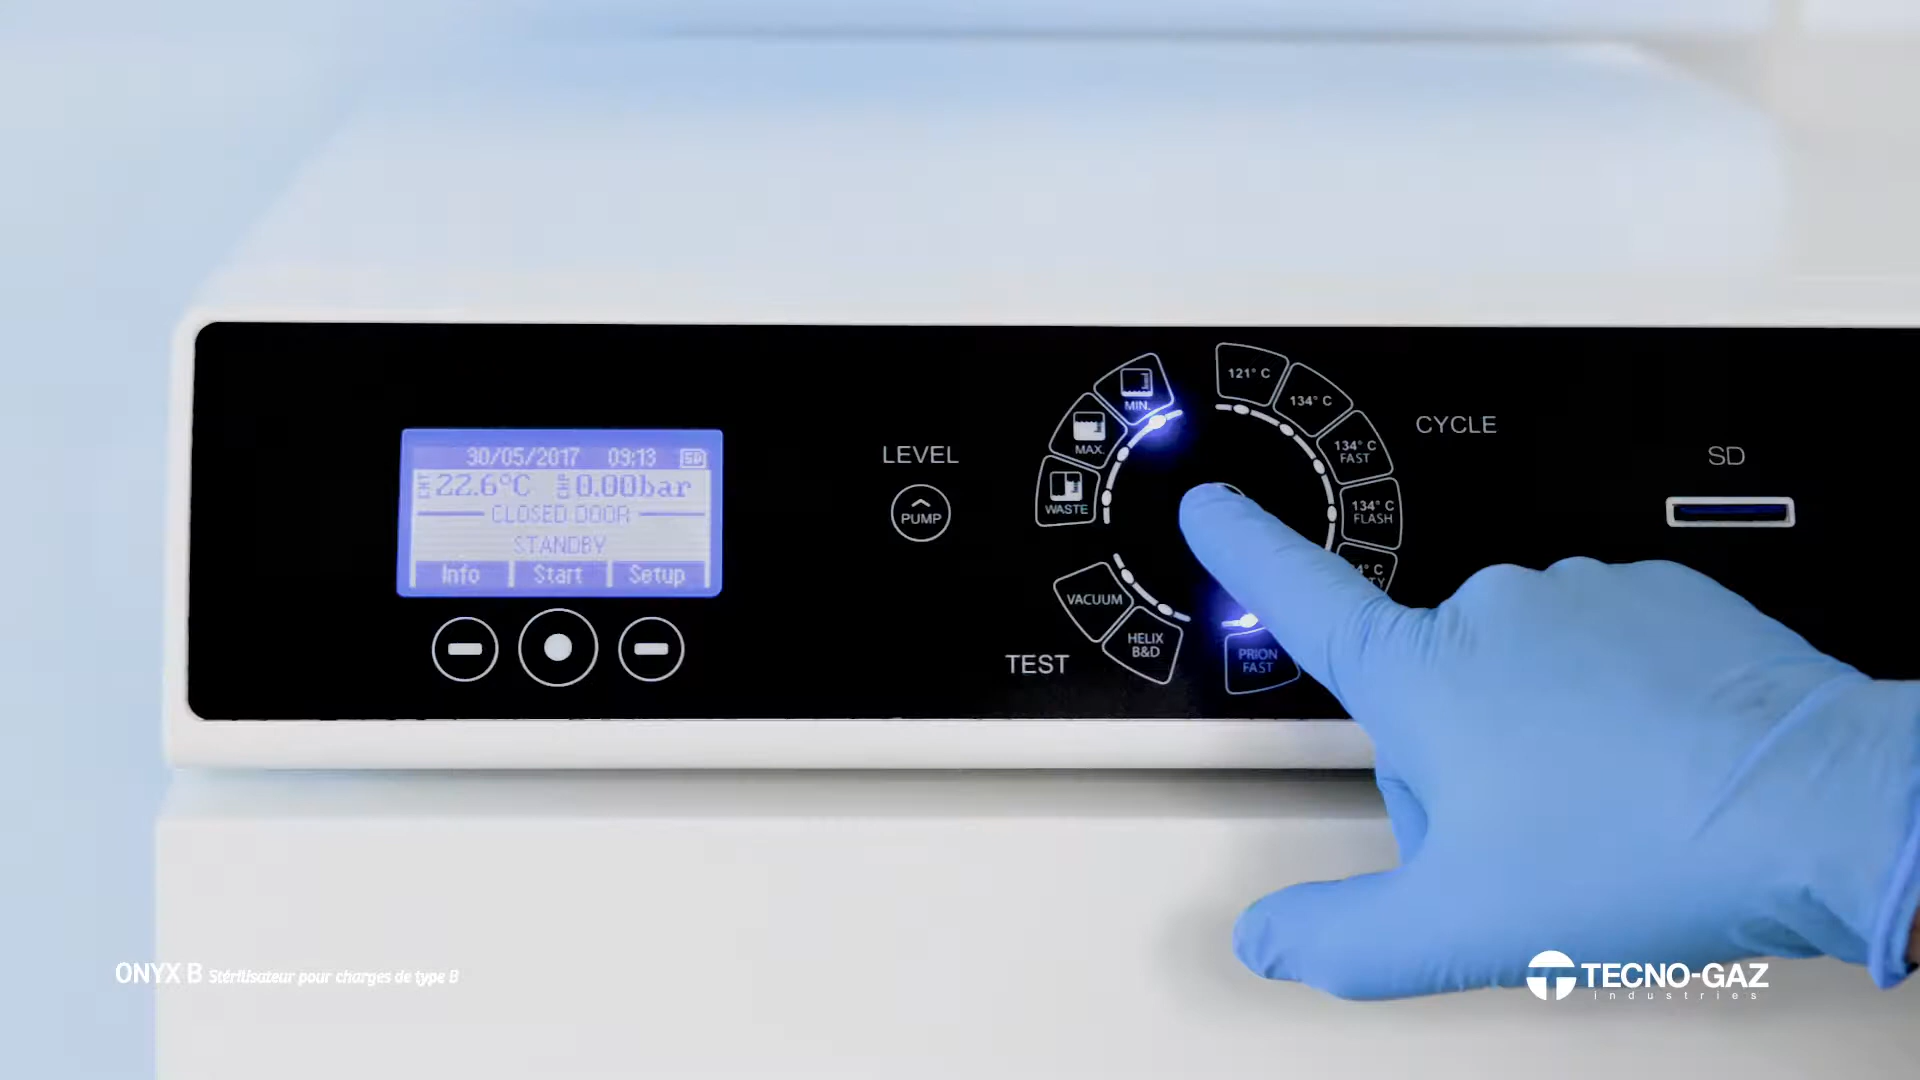 30/05/2017 09:13 SD
CHT 22.6°C CHP 0.00bar
CLOSED DOOR
STANDBY
Info Start Setup
LEVEL
PUMP
MIN.
MAX.
WASTE
VACUUM
HELIX
B&D
TEST
121° C
134° C
134° C
FAST
134° C
FLASH
PRION
FAST
CYCLE
SD
ONYX B Stérilisateur pour charges de type B
TECNO-GAZ
industries